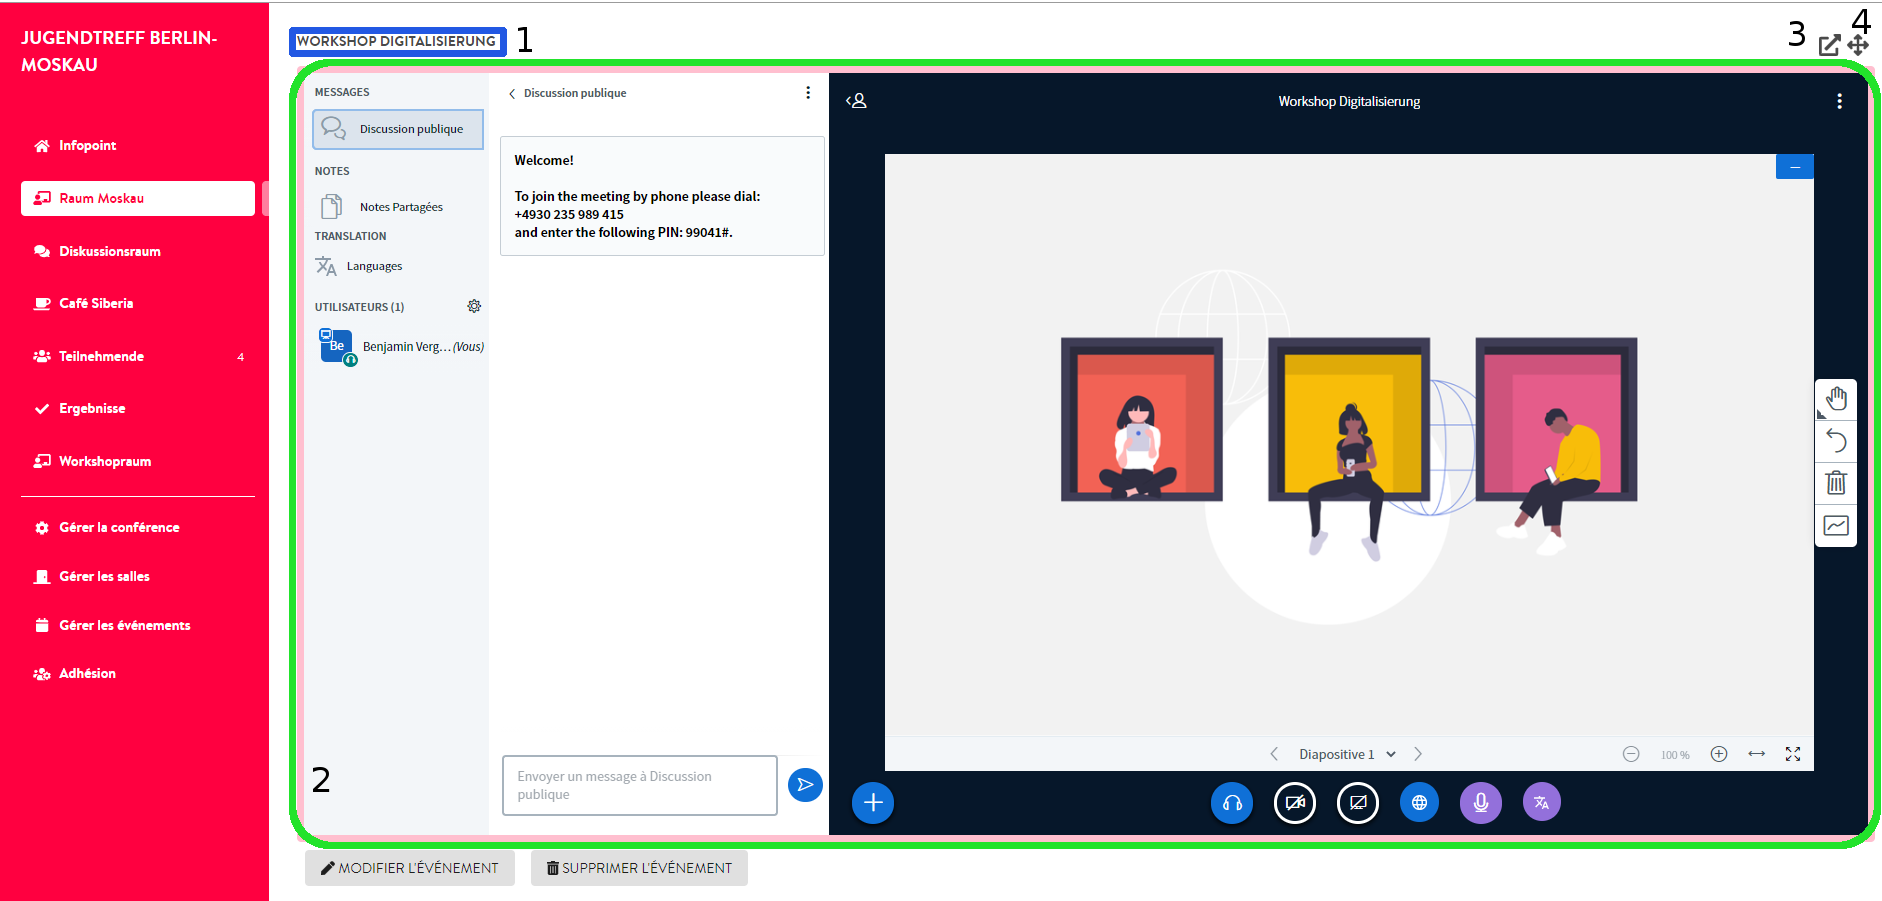 JUGENDTREFF BERLIN-
MOSKAU
Infopoint
Raum Moskau
Diskussionsraum
Café Siberia
Teilnehmende 4
Ergebnisse
Workshopraum
Gérer la conférence
Gérer les salles
Gérer les événements
Adhésion
WORKSHOP DIGITALISIERUNG 1
3 4
MESSAGES
Discussion publique
NOTES
Notes Partagées
TRANSLATION
Languages
UTILISATEURS (1)
Be Benjamin Verg... (Vous)
2
Discussion publique
Welcome!
To join the meeting by phone please dial:
+4930 235 989 415
and enter the following PIN: 99041#.
Envoyer un message à Discussion
publique
Workshop Digitalisierung
Diapositive 1
100 %
MODIFIER L'ÉVÉNEMENT
SUPPRIMER L'ÉVÉNEMENT